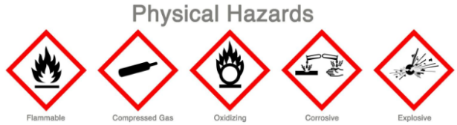 Physical Hazards
Flammable Compressed Gas Oxidizing Corrosive Explosive